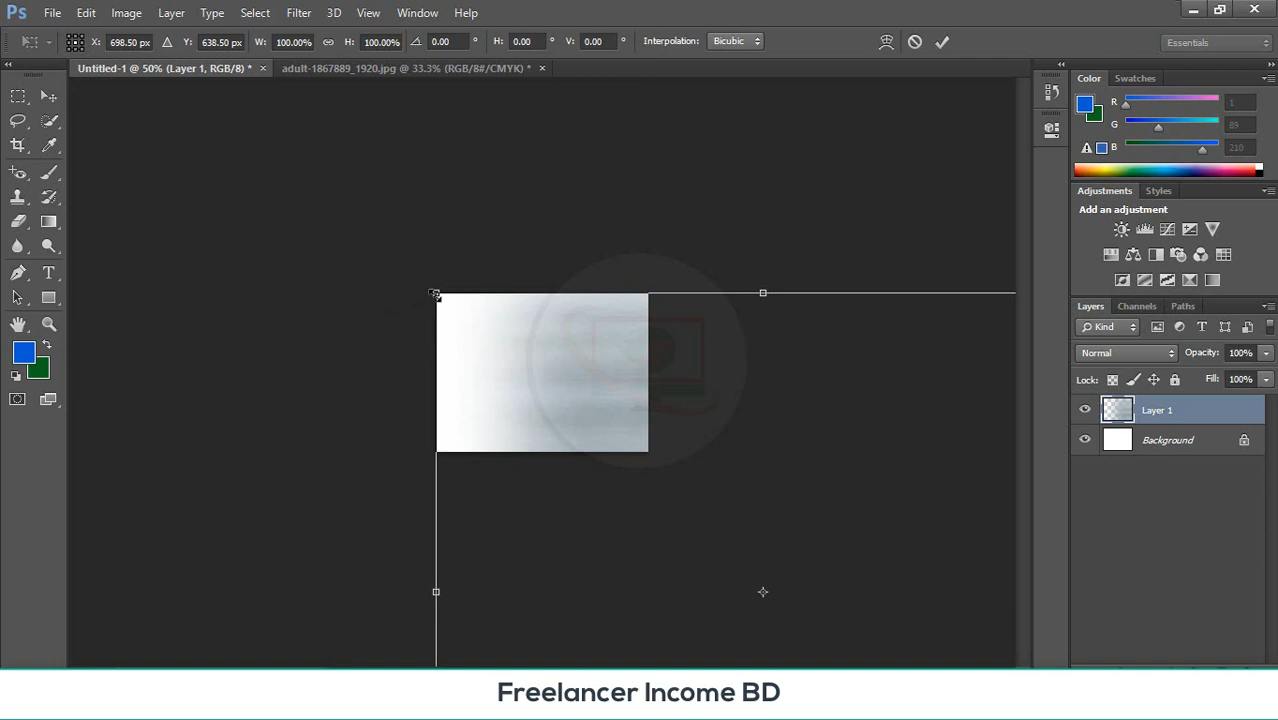 Ps File Edit Image Layer Type Select Filter 3D View Window Help
X: 698.50 px Y: 638.50 px W: 100.00% H: 100.00% 0.00 ° H: 0.00 ° V: 0.00 ° Interpolation: Bicubic Essentials
Untitled-1 @ 50% (Layer 1, RGB/8) * × adult-1867889_1920.jpg @ 33.3% (RGB/8#/CMYK) * ×
Color Swatches
R 1
G 89
B 210
Adjustments Styles
Add an adjustment
Layers Channels Paths
Kind
Normal Opacity: 100%
Lock: Fill: 100%
Layer 1
Background
Freelancer Income BD